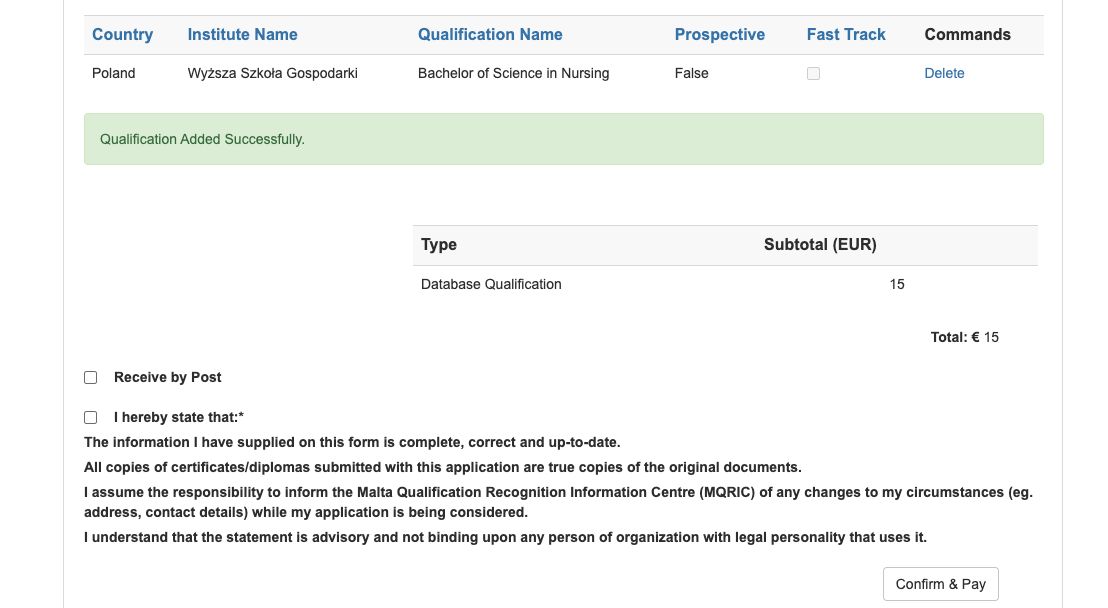 Country Institute Name Qualification Name Prospective Fast Track Commands
Poland Wyższa Szkoła Gospodarki Bachelor of Science in Nursing False Delete
Qualification Added Successfully.
Type Subtotal (EUR)
Database Qualification 15
Total: € 15
Receive by Post
I hereby state that:*
The information I have supplied on this form is complete, correct and up-to-date.
All copies of certificates/diplomas submitted with this application are true copies of the original documents.
I assume the responsibility to inform the Malta Qualification Recognition Information Centre (MQRIC) of any changes to my circumstances (eg.
address, contact details) while my application is being considered.
I understand that the statement is advisory and not binding upon any person of organization with legal personality that uses it.
Confirm & Pay